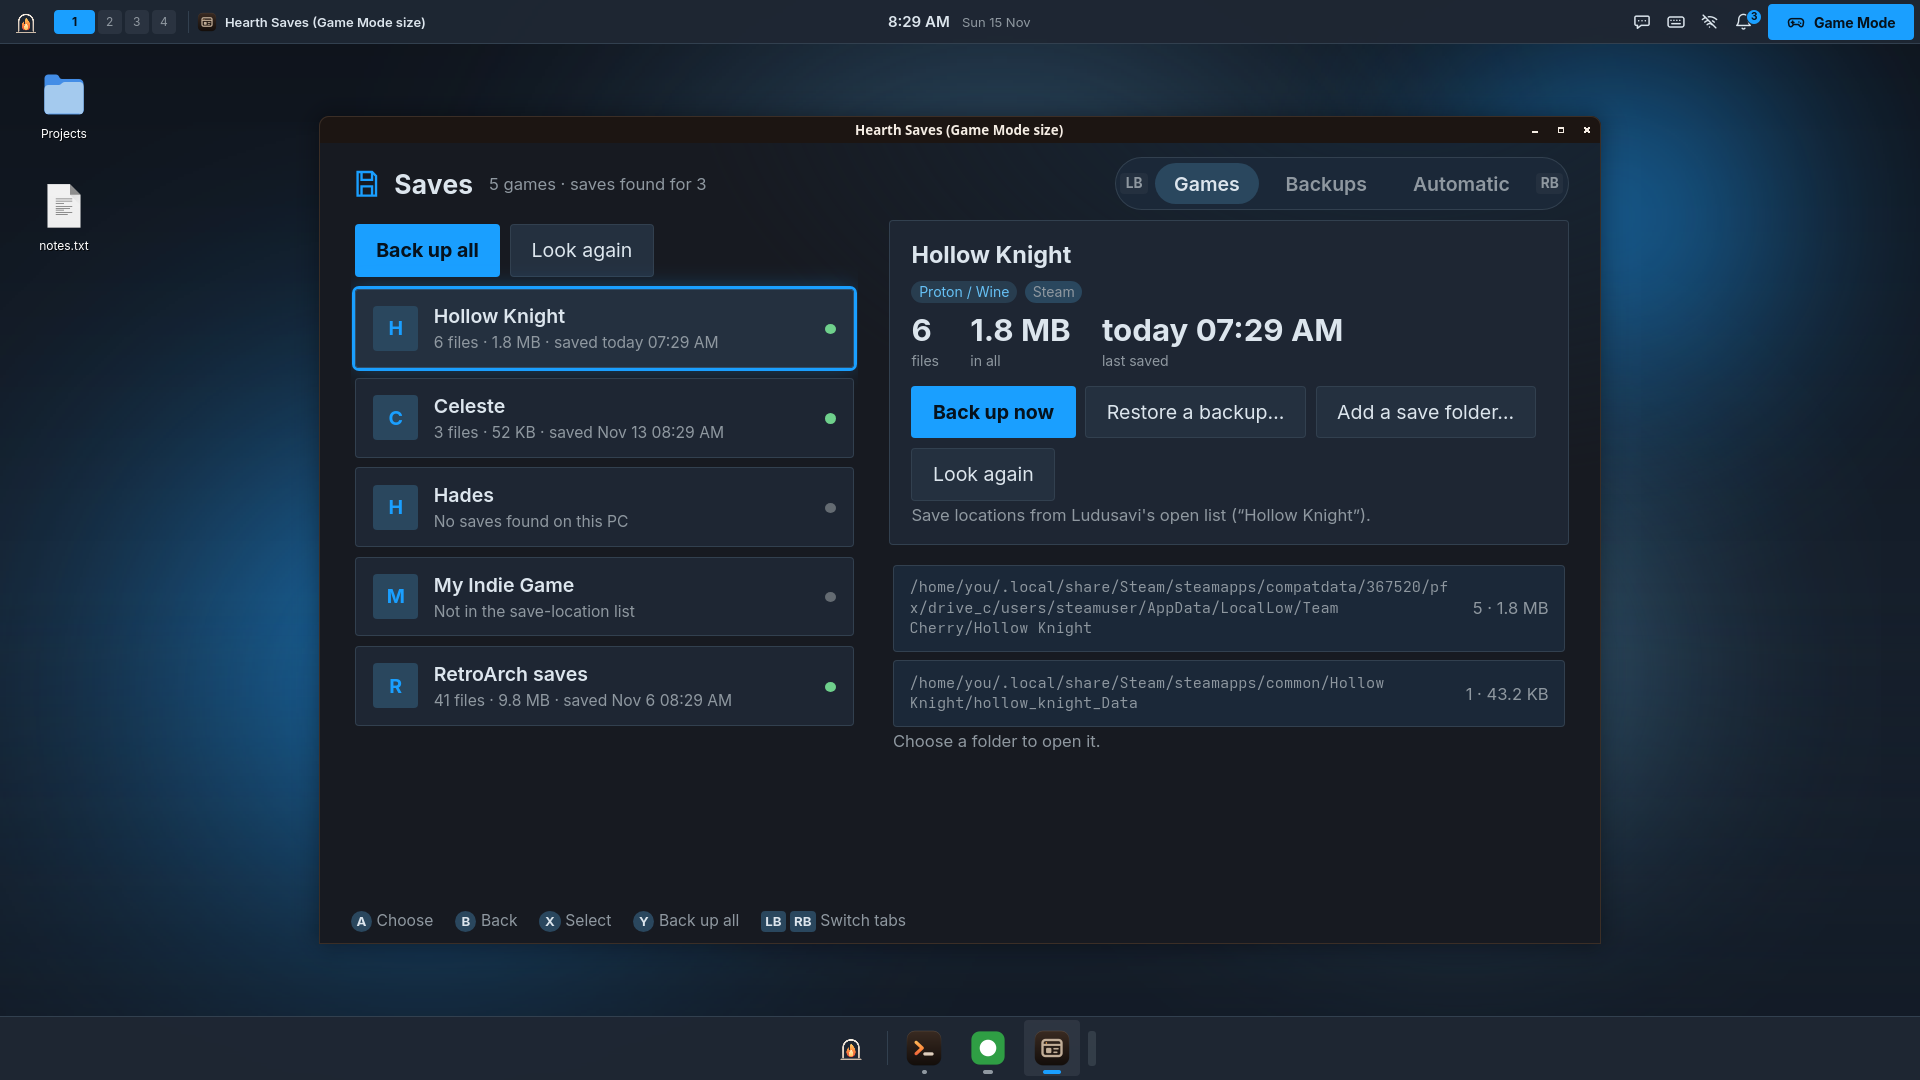 1 2 3 4 Hearth Saves (Game Mode size) 8:29 AM Sun 15 Nov 3 Game Mode
Projects
notes.txt
Hearth Saves (Game Mode size)
Saves 5 games · saves found for 3
LB Games Backups Automatic RB
Back up all Look again
H Hollow Knight
6 files · 1.8 MB · saved today 07:29 AM
C Celeste
3 files · 52 KB · saved Nov 13 08:29 AM
H Hades
No saves found on this PC
M My Indie Game
Not in the save-location list
R RetroArch saves
41 files · 9.8 MB · saved Nov 6 08:29 AM
Hollow Knight
Proton / Wine Steam
6 1.8 MB today 07:29 AM
files in all last saved
Back up now Restore a backup... Add a save folder...
Look again
Save locations from Ludusavi's open list (“Hollow Knight”).
/home/you/.local/share/Steam/steamapps/compatdata/367520/pf
x/drive_c/users/steamuser/AppData/LocalLow/Team
Cherry/Hollow Knight
5 · 1.8 MB
/home/you/.local/share/Steam/steamapps/common/Hollow
Knight/hollow_knight_Data
1 · 43.2 KB
Choose a folder to open it.
A Choose B Back X Select Y Back up all LB RB Switch tabs